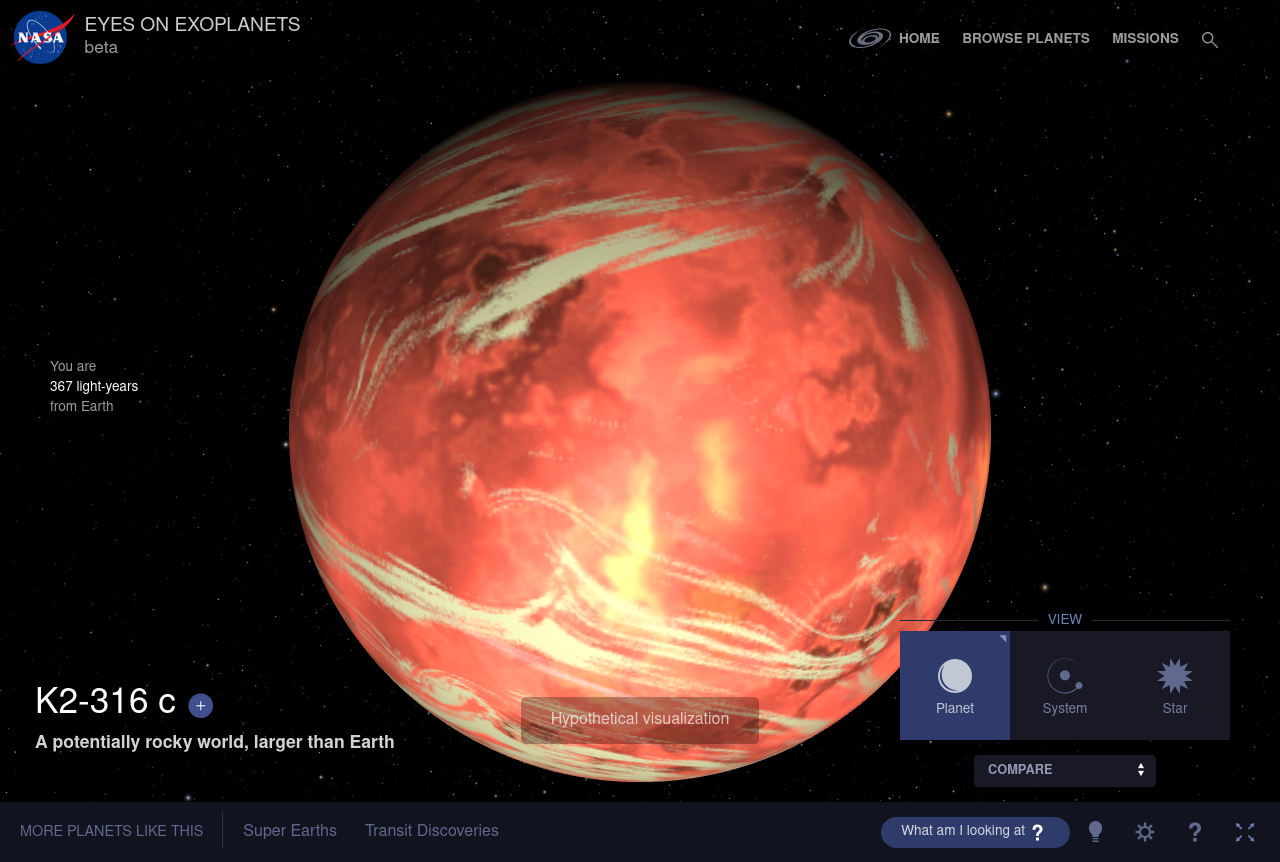 NASA
EYES ON EXOPLANETS
beta
HOME
BROWSE PLANETS
MISSIONS
You are
367 light-years
from Earth
VIEW
Planet
System
Star
K2-316 c +
A potentially rocky world, larger than Earth
Hypothetical visualization
COMPARE
MORE PLANETS LIKE THIS
Super Earths
Transit Discoveries
What am I looking at ?
?